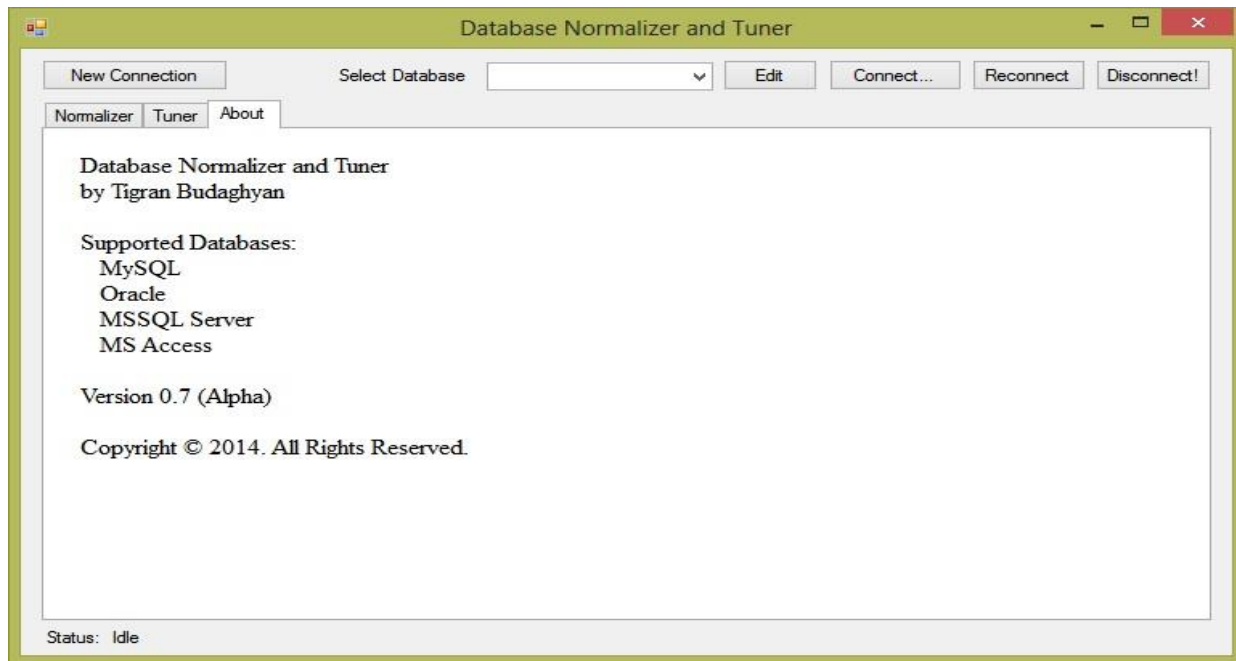 Database Normalizer and Tuner
New Connection Select Database Edit Connect... Reconnect Disconnect!
Normalizer Tuner About
Database Normalizer and Tuner
by Tigran Budaghyan
Supported Databases:
MySQL
Oracle
MSSQL Server
MS Access
Version 0.7 (Alpha)
Copyright © 2014. All Rights Reserved.
Status: Idle